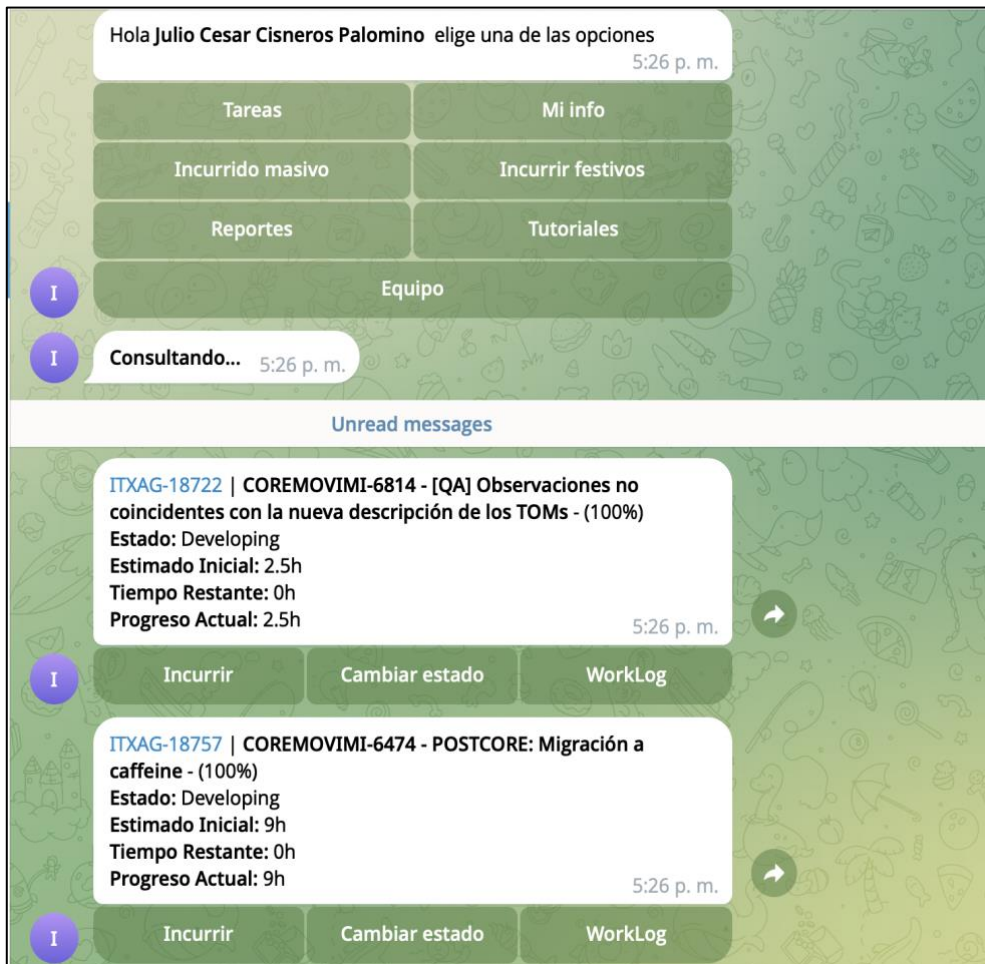 Hola Julio Cesar Cisneros Palomino elige una de las opciones
5:26 p. m.
Tareas
Mi info
Incurrido masivo
Incurrir festivos
Reportes
Tutoriales
I
Equipo
I
Consultando... 5:26 p. m.
Unread messages
ITXAG-18722 | COREMOVIMI-6814 - [QA] Observaciones no
coincidentes con la nueva descripción de los TOMs - (100%)
Estado: Developing
Estimado Inicial: 2.5h
Tiempo Restante: 0h
Progreso Actual: 2.5h
5:26 p. m.
I
Incurrir
Cambiar estado
WorkLog
ITXAG-18757 | COREMOVIMI-6474 - POSTCORE: Migración a
caffeine - (100%)
Estado: Developing
Estimado Inicial: 9h
Tiempo Restante: 0h
Progreso Actual: 9h
5:26 p. m.
I
Incurrir
Cambiar estado
WorkLog